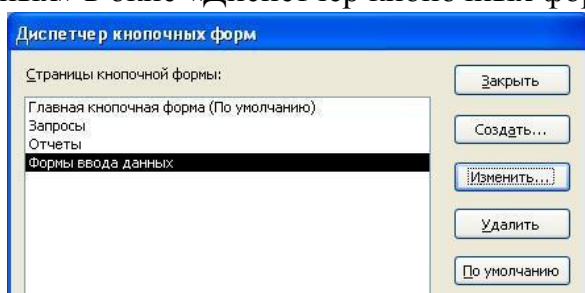 Диспетчер кнопочных форм
Страницы кнопочной формы:
Главная кнопочная форма (По умолчанию)
Запросы
Отчеты
Формы ввода данных
Закрыть
Создать...
Изменить...
Удалить
По умолчанию